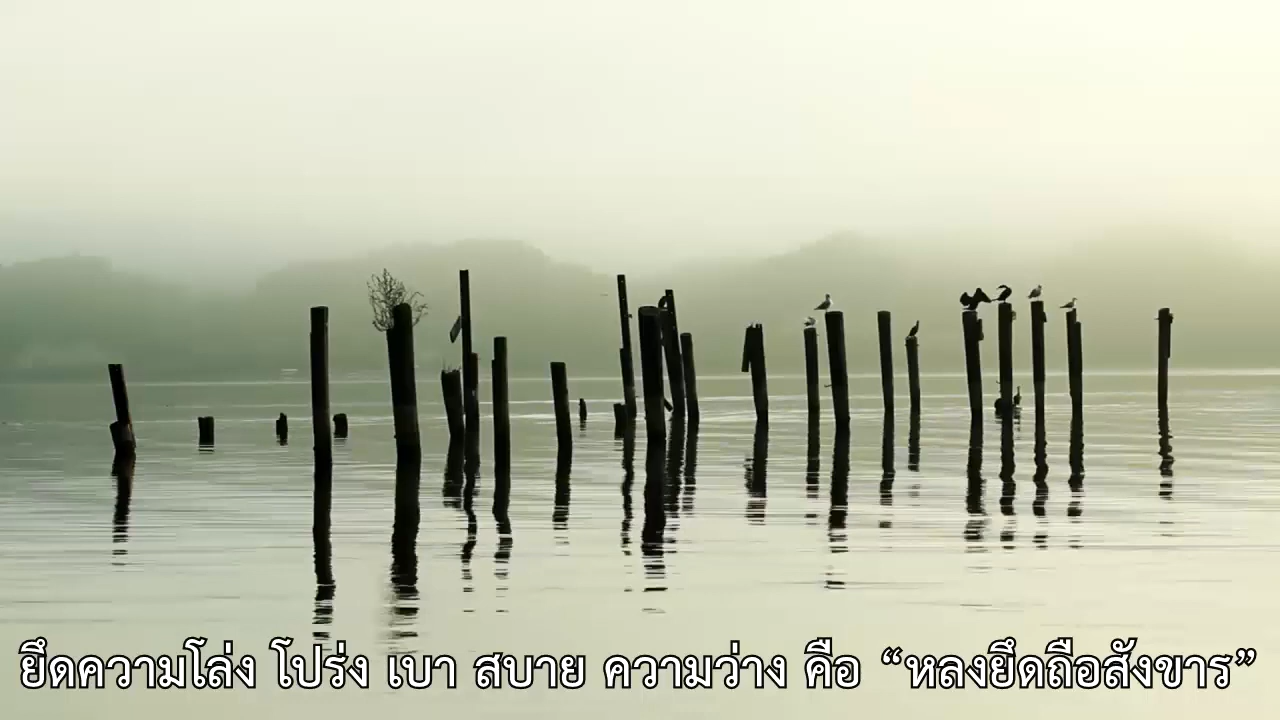 ยึดความโล่ง โปร่ง เบา สบาย ความว่าง คือ “หลงยึดถือสังขาร”